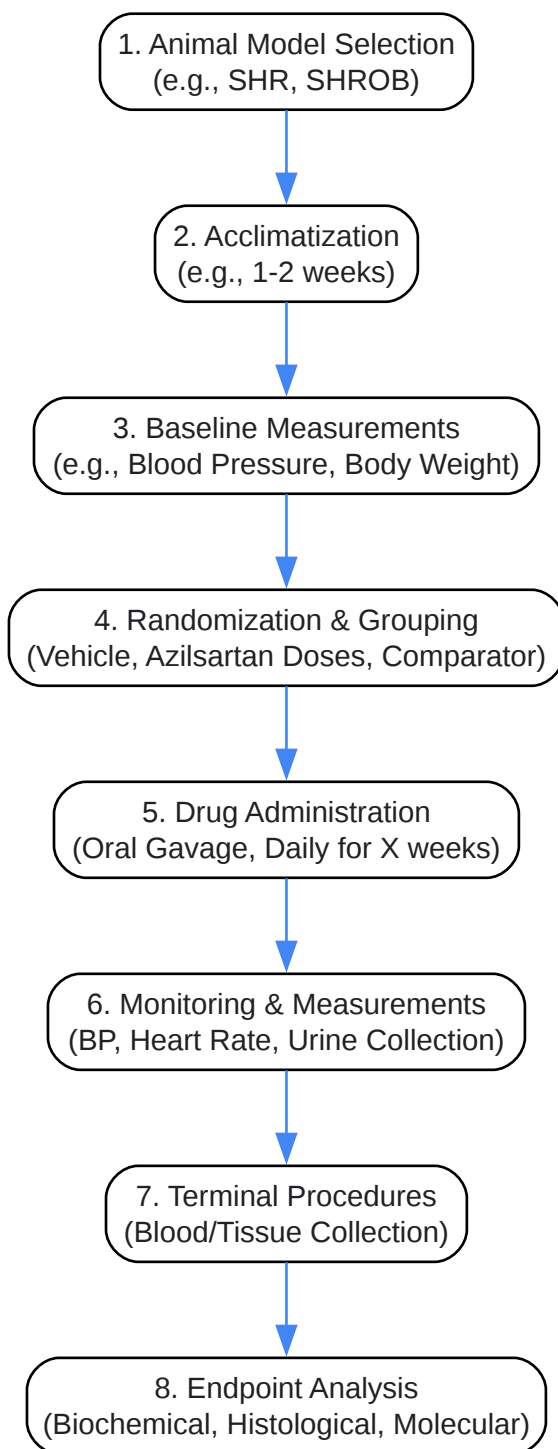 1. Animal Model Selection
(e.g., SHR, SHROB)
2. Acclimatization
(e.g., 1-2 weeks)
3. Baseline Measurements
(e.g., Blood Pressure, Body Weight)
4. Randomization & Grouping
(Vehicle, Azilsartan Doses, Comparator)
5. Drug Administration
(Oral Gavage, Daily for X weeks)
6. Monitoring & Measurements
(BP, Heart Rate, Urine Collection)
7. Terminal Procedures
(Blood/Tissue Collection)
8. Endpoint Analysis
(Biochemical, Histological, Molecular)